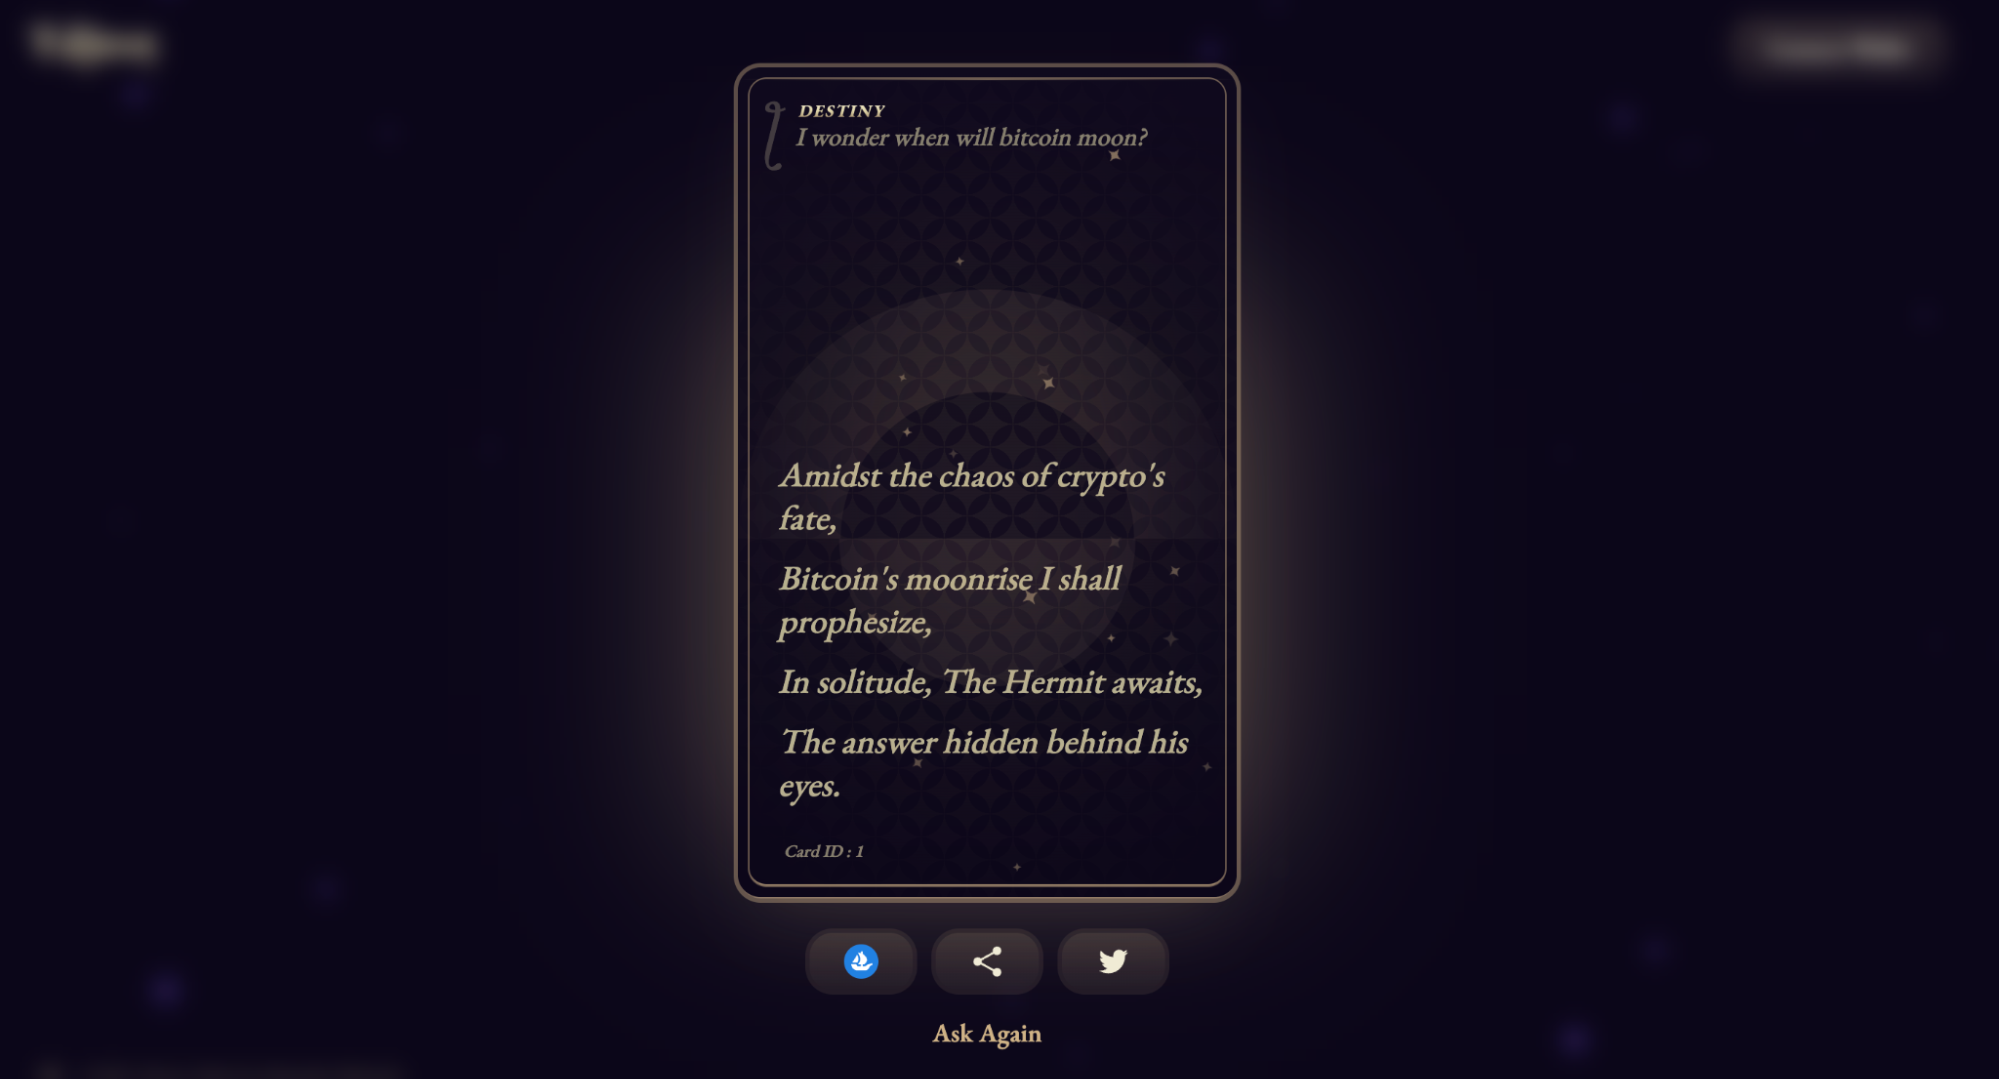 DESTINY
I wonder when will bitcoin moon?
Amidst the chaos of crypto's
fate,
Bitcoin's moonrise I shall
prophesize,
In solitude, The Hermit awaits,
The answer hidden behind his
eyes.
Card ID : 1
Ask Again